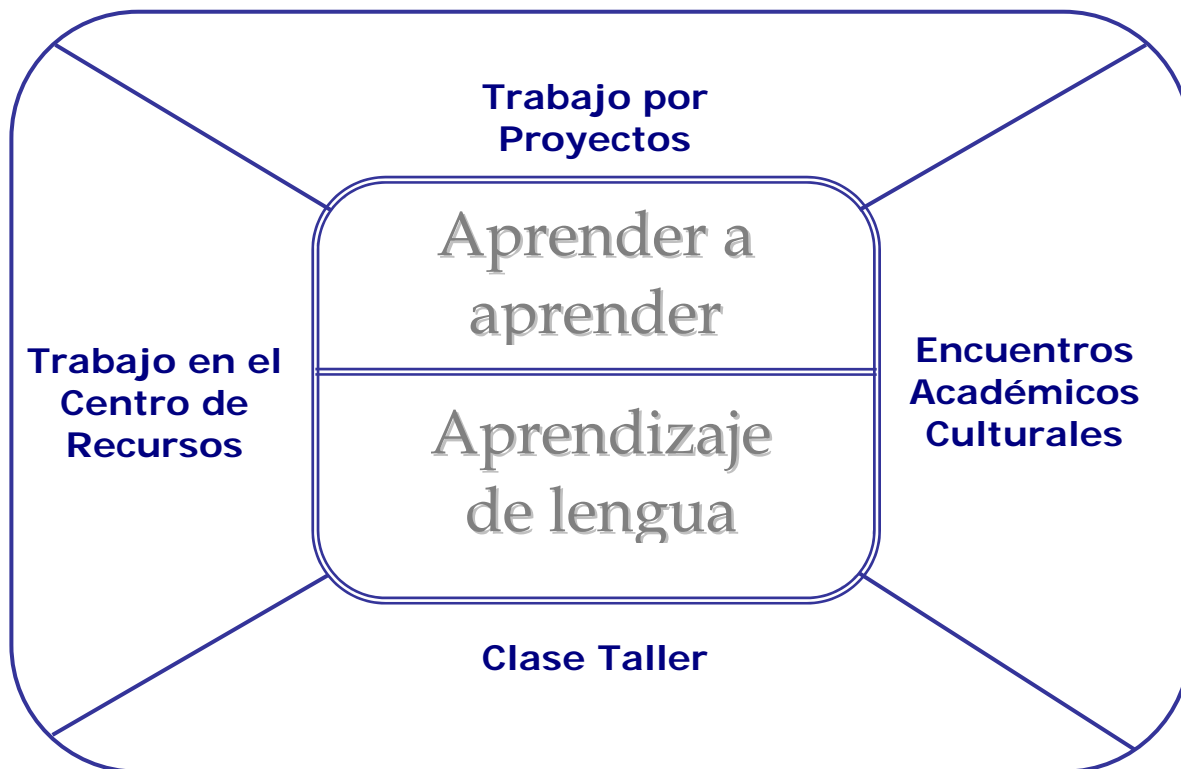 Trabajo por
Proyectos
Aprender a
aprender
Trabajo en el
Centro de
Recursos
Encuentros
Académicos
Culturales
Aprendizaje
de lengua
Clase Taller